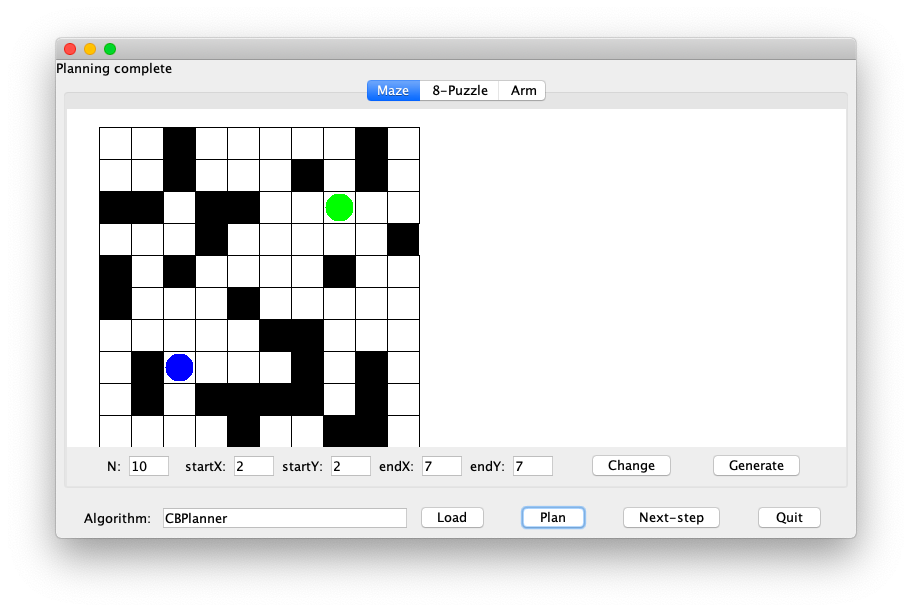 Planning complete
Maze 8-Puzzle Arm
N: 10 startX: 2 startY: 2 endX: 7 endY: 7 Change Generate
Algorithm: CBPlanner Load Plan Next-step Quit